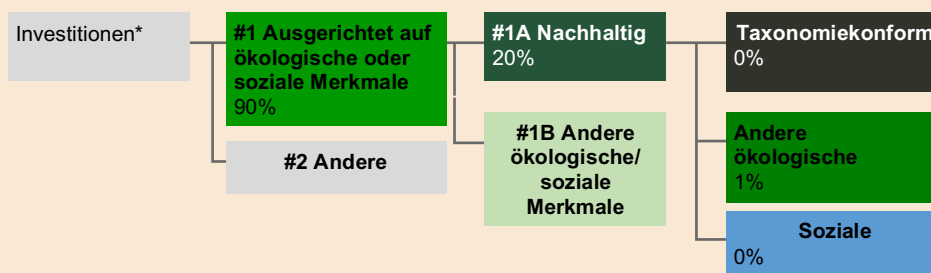 Investitionen*
#1 Ausgerichtet auf
ökologische oder
soziale Merkmale
90%
#2 Andere
#1A Nachhaltig
20%
#1B Andere
ökologische/
soziale
Merkmale
Taxonomiekonform
0%
Andere
ökologische
1%
Soziale
0%